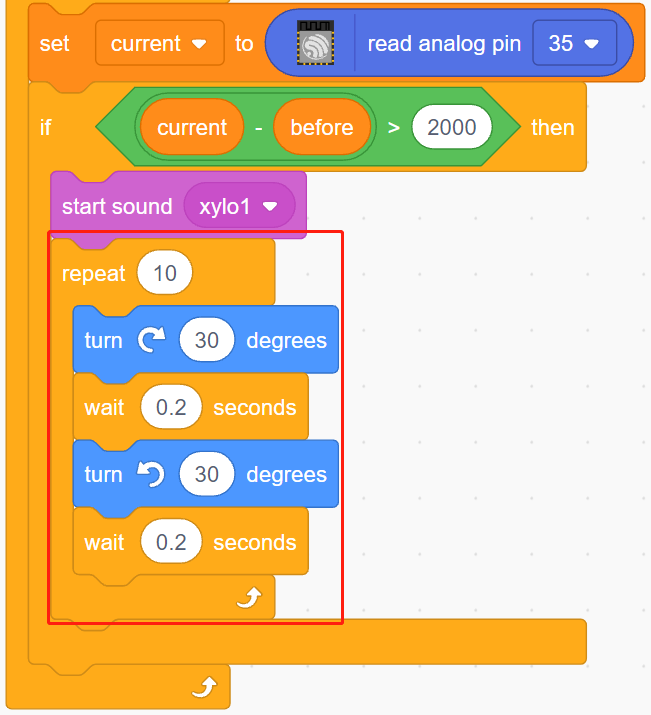 set current to read analog pin 35
if current - before > 2000 then
start sound xylo1
repeat 10
turn 30 degrees
wait 0.2 seconds
turn 30 degrees
wait 0.2 seconds